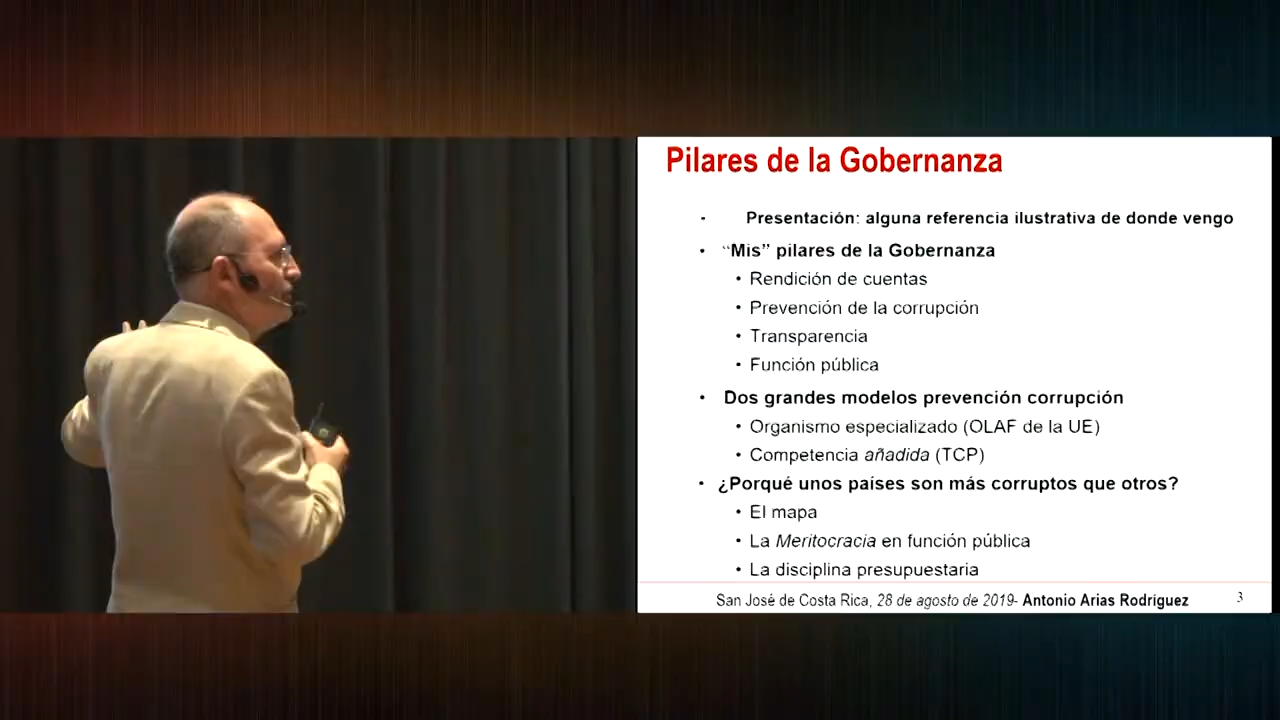 Pilares de la Gobernanza
• Presentación: alguna referencia ilustrativa de donde vengo
• “Mis” pilares de la Gobernanza
• Rendición de cuentas
• Prevención de la corrupción
• Transparencia
• Función pública
• Dos grandes modelos prevención corrupción
• Organismo especializado (OLAF de la UE)
• Competencia añadida (TCP)
• ¿Porqué unos países son más corruptos que otros?
• El mapa
• La Meritocracia en función pública
• La disciplina presupuestaria
San José de Costa Rica, 28 de agosto de 2019- Antonio Arias Rodríguez 3